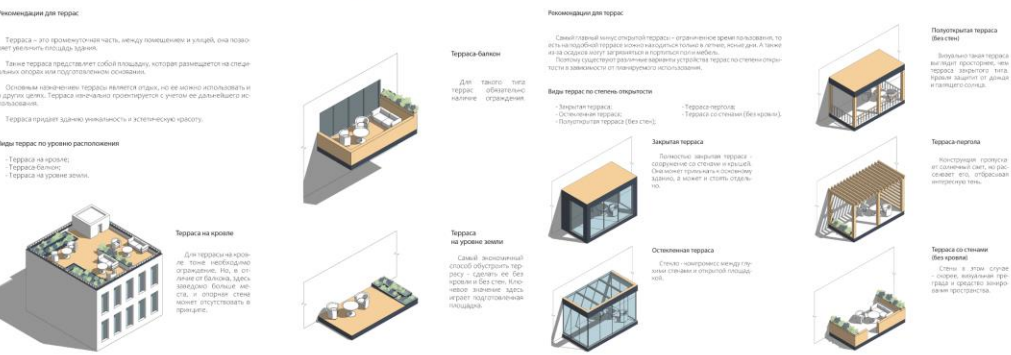 Рекомендации для террас
Терраса – это промежуточная часть, между помещением и улицей, она позво-
ляет увеличить площадь здания.
Также терраса представляет собой площадку, которая размещается на специ-
альных опорах или подготовленном основании.
Основным назначением террасы является отдых, но ее можно использовать и
в других целях. Терраса изначально проектируется с учетом ее дальнейшего ис-
пользования.
Терраса придает зданию уникальность и эстетическую красоту.
Виды террас по уровню расположения
- Терраса на кровле;
- Терраса-балкон;
- Терраса на уровне земли.
Терраса на кровле
Для террасы на кров-
ле тоже необходимо
ограждение. Но, в от-
личие от балкона, здесь
заведомо больше ме-
ста, и опорная стена
может отсутствовать в
принципе.
Терраса-балкон
Для такого типа
террас обязательно
наличие ограждения.
Терраса
на уровне земли
Самый экономичный
способ обустроить тер-
расу - сделать ее без
кровли и без стен. Клю-
чевое значение здесь
играет подготовленная
площадка.
Рекомендации для террас
Самый главный минус открытой террасы – ограниченное время пользования, то
есть на подобной террасе можно находиться только в летние, ясные дни. А также
из-за осадков могут загрязняться и портиться пол и мебель.
Поэтому существуют различные варианты устройства террас по степени откры-
тости в зависимости от планируемого использования.
Виды террас по степень открытости
- Закрытая терраса;
- Остекленная терраса;
- Полуоткрытая терраса (без стен);
- Терраса-пергола;
- Терраса со стенами (без кровли).
Закрытая терраса
Полностью закрытая терраса -
сооружение со стенами и крышей.
Она может примыкать к основному
зданию, а может и стоять отдель-
но.
Остекленная терраса
Стекло - компромисс между глу-
хими стенами и открытой площад-
кой.
Полуоткрытая терраса
(без стен)
Визуально такая терраса
выглядит просторнее, чем
терраса закрытого типа.
Крыша защитит от дождя
и палящего солнца.
Терраса-пергола
Конструкция пропуска-
ет солнечный свет, но рас-
сеивает его, отбрасывая
интересную тень.
Терраса со стенами
(без кровли)
Стены в этом случае
- скорее, визуальная пре-
града и средство зониро-
вания пространства.